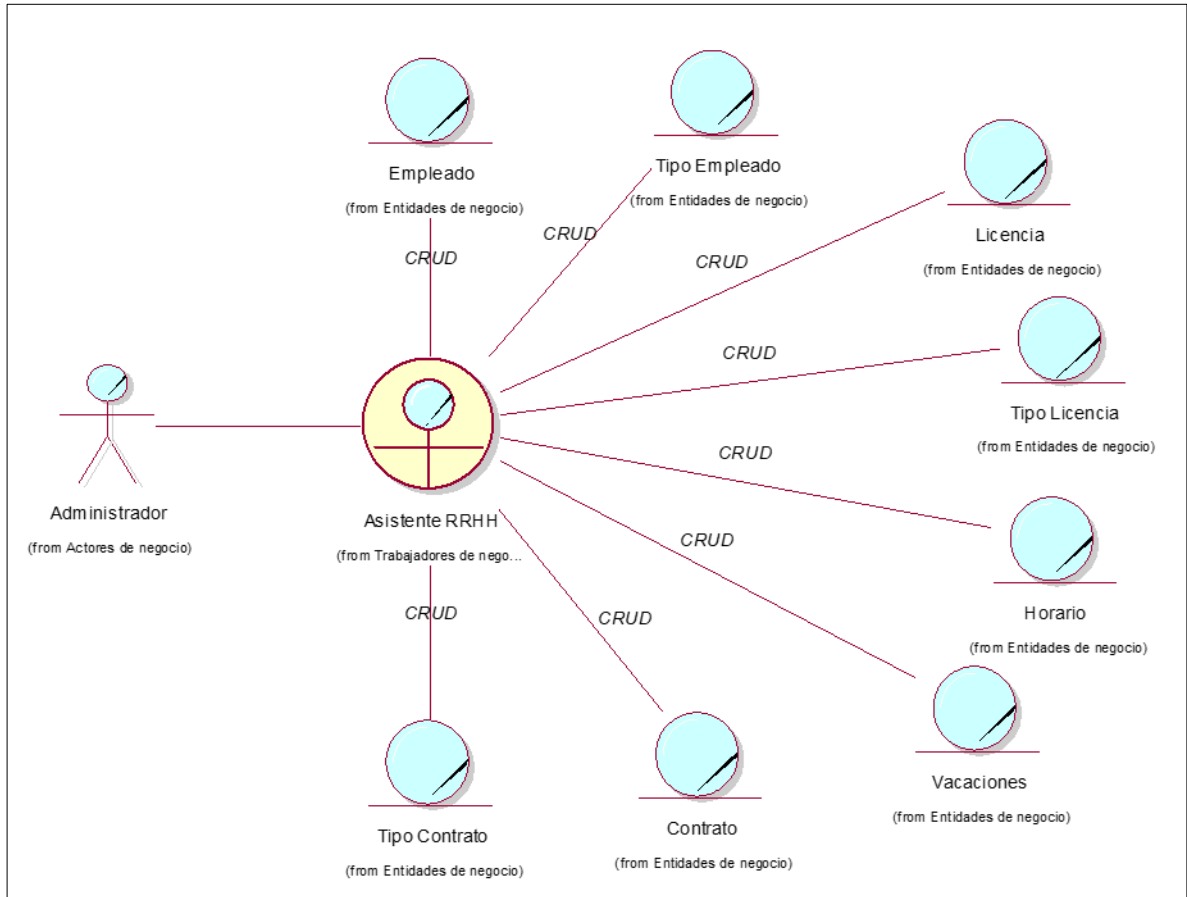 Empleado
(from Entidades de negocio)
CRUD
Tipo Empleado
(from Entidades de negocio)
CRUD
Licencia
(from Entidades de negocio)
CRUD
Tipo Licencia
(from Entidades de negocio)
CRUD
Horario
(from Entidades de negocio)
CRUD
Vacaciones
(from Entidades de negocio)
CRUD
Administrador
(from Actores de negocio)
Asistente RRHH
(from Trabajadores de nego...
CRUD
Tipo Contrato
(from Entidades de negocio)
CRUD
Contrato
(from Entidades de negocio)